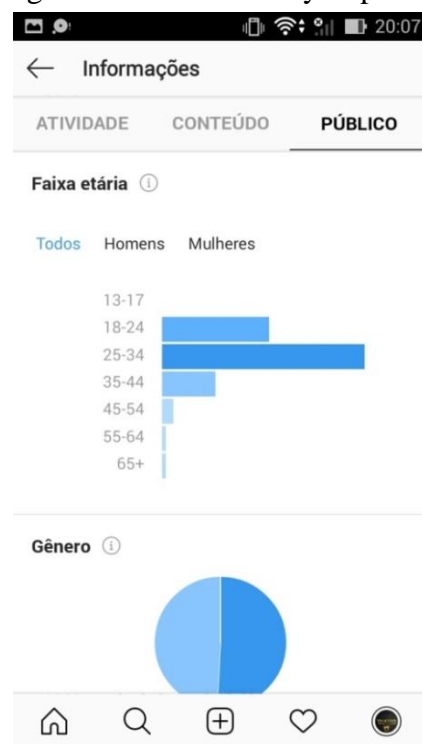 20:07
Informações
ATIVIDADE CONTEÚDO PÚBLICO
Faixa etária
Todos Homens Mulheres
13-17
18-24
25-34
35-44
45-54
55-64
65+
Gênero